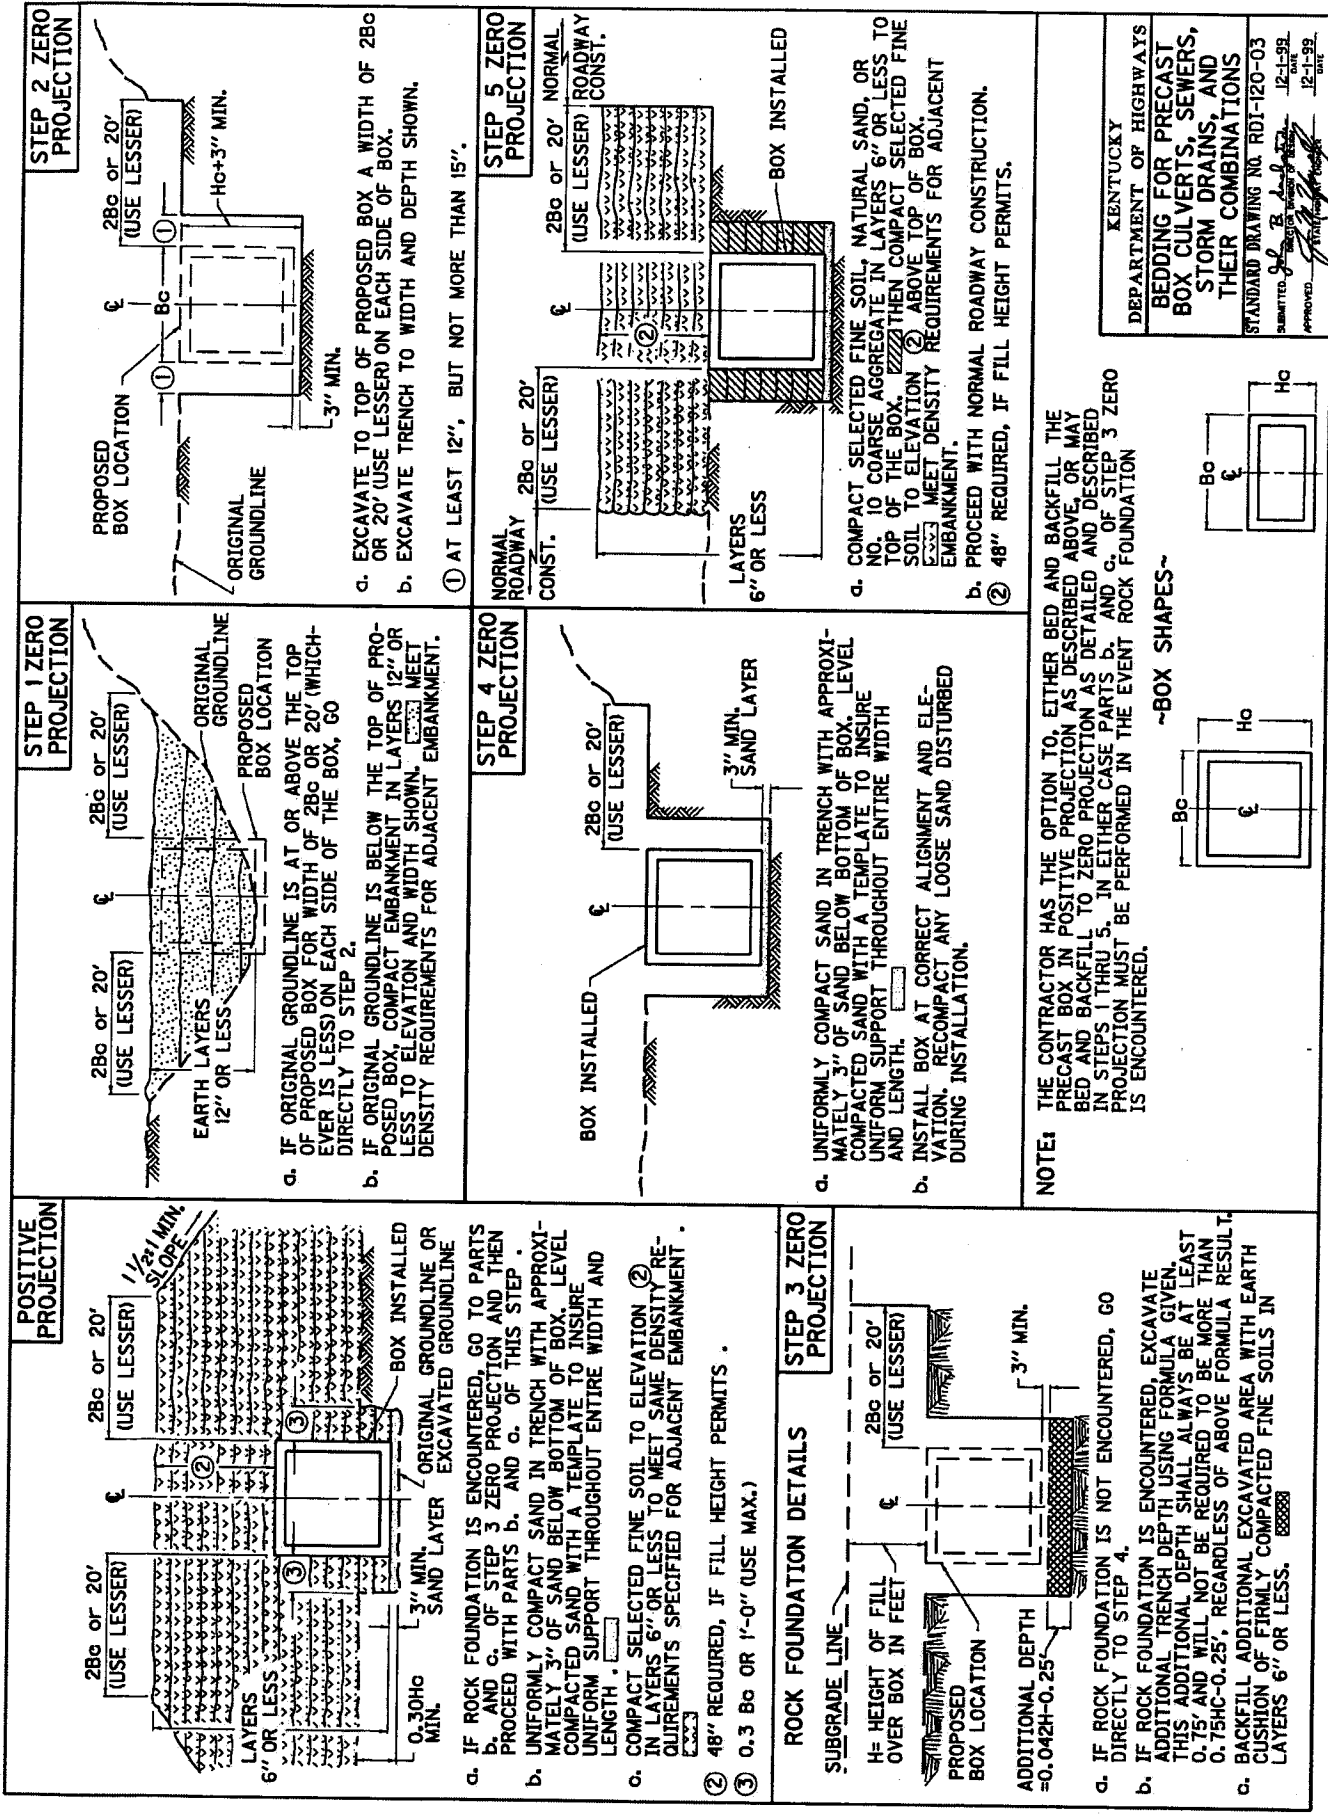 POSITIVE
PROJECTION
2Bc or 20'
(USE LESSER)
℄
2Bc or 20'
(USE LESSER)
1 1/2:1 MIN.
SLOPE
LAYERS
6" OR LESS
②
③
③
0.30Hc
MIN.
3" MIN.
SAND LAYER
BOX INSTALLED
ORIGINAL GROUNDLINE OR
EXCAVATED GROUNDLINE
a. IF ROCK FOUNDATION IS ENCOUNTERED, GO TO PARTS
b. AND c. OF STEP 3 ZERO PROJECTION AND THEN
PROCEED WITH PARTS b. AND c. OF THIS STEP.
b. UNIFORMLY COMPACT SAND IN TRENCH WITH APPROXI-
MATELY 3" OF SAND BELOW BOTTOM OF BOX. LEVEL
COMPACTED SAND WITH A TEMPLATE TO INSURE
UNIFORM SUPPORT THROUGHOUT ENTIRE WIDTH AND
LENGTH.
c. COMPACT SELECTED FINE SOIL TO ELEVATION ②
IN LAYERS 6" OR LESS TO MEET SAME DENSITY RE-
QUIREMENTS SPECIFIED FOR ADJACENT EMBANKMENT.
② 48" REQUIRED, IF FILL HEIGHT PERMITS.
③ 0.3 Bc OR 1'-0" (USE MAX.)
STEP 1 ZERO
PROJECTION
2Bc or 20'
(USE LESSER)
℄
2Bc or 20'
(USE LESSER)
EARTH LAYERS
12" OR LESS
ORIGINAL
GROUNDLINE
PROPOSED
BOX LOCATION
a. IF ORIGINAL GROUNDLINE IS AT OR ABOVE THE TOP
OF PROPOSED BOX FOR WIDTH OF 2Bc OR 20' (WHICH-
EVER IS LESS) ON EACH SIDE OF THE BOX, GO
DIRECTLY TO STEP 2.
b. IF ORIGINAL GROUNDLINE IS BELOW THE TOP OF PRO-
POSED BOX, COMPACT EMBANKMENT IN LAYERS 12" OR
LESS TO ELEVATION AND WIDTH SHOWN. MEET
DENSITY REQUIREMENTS FOR ADJACENT EMBANKMENT.
STEP 2 ZERO
PROJECTION
PROPOSED
BOX LOCATION
℄
2Bc or 20'
(USE LESSER)
①
Bc
①
Hc+3" MIN.
ORIGINAL
GROUNDLINE
3" MIN.
a. EXCAVATE TO TOP OF PROPOSED BOX A WIDTH OF 2Bc
OR 20' (USE LESSER) ON EACH SIDE OF BOX.
b. EXCAVATE TRENCH TO WIDTH AND DEPTH SHOWN.
① AT LEAST 12", BUT NOT MORE THAN 15".
ROCK FOUNDATION DETAILS
STEP 3 ZERO
PROJECTION
SUBGRADE LINE
℄
2Bc or 20'
(USE LESSER)
H= HEIGHT OF FILL
OVER BOX IN FEET
PROPOSED
BOX LOCATION
ADDITIONAL DEPTH
=0.042H-0.25'
3" MIN.
a. IF ROCK FOUNDATION IS NOT ENCOUNTERED, GO
DIRECTLY TO STEP 4.
b. IF ROCK FOUNDATION IS ENCOUNTERED, EXCAVATE
ADDITIONAL TRENCH DEPTH USING FORMULA GIVEN.
THIS ADDITIONAL DEPTH SHALL ALWAYS BE AT LEAST
0.75' AND WILL NOT BE REQUIRED TO BE MORE THAN
0.75HC-0.25', REGARDLESS OF ABOVE FORMULA RESULT.
c. BACKFILL ADDITIONAL EXCAVATED AREA WITH EARTH
CUSHION OF FIRMLY COMPACTED FINE SOILS IN
LAYERS 6" OR LESS.
STEP 4 ZERO
PROJECTION
BOX INSTALLED
℄
2Bc or 20'
(USE LESSER)
3" MIN.
SAND LAYER
a. UNIFORMLY COMPACT SAND IN TRENCH WITH APPROXI-
MATELY 3" OF SAND BELOW BOTTOM OF BOX. LEVEL
COMPACTED SAND WITH A TEMPLATE TO INSURE
UNIFORM SUPPORT THROUGHOUT ENTIRE WIDTH
AND LENGTH.
b. INSTALL BOX AT CORRECT ALIGNMENT AND ELE-
VATION. RECOMPACT ANY LOOSE SAND DISTURBED
DURING INSTALLATION.
STEP 5 ZERO
PROJECTION
NORMAL
ROADWAY
CONST.
2Bc or 20'
(USE LESSER)
℄
2Bc or 20'
(USE LESSER)
NORMAL
ROADWAY
CONST.
②
LAYERS
6" OR LESS
BOX INSTALLED
a. COMPACT SELECTED FINE SOIL, NATURAL SAND, OR
NO. 10 COARSE AGGREGATE IN LAYERS 6" OR LESS TO
TOP OF THE BOX. THEN COMPACT SELECTED FINE
SOIL TO ELEVATION ② ABOVE TOP OF BOX.
MEET DENSITY REQUIREMENTS FOR ADJACENT
EMBANKMENT.
b. PROCEED WITH NORMAL ROADWAY CONSTRUCTION.
② 48" REQUIRED, IF FILL HEIGHT PERMITS.
NOTE: THE CONTRACTOR HAS THE OPTION TO, EITHER BED AND BACKFILL THE
PRECAST BOX IN POSITIVE PROJECTION AS DESCRIBED ABOVE, OR MAY
BED AND BACKFILL TO ZERO PROJECTION AS DETAILED AND DESCRIBED
IN STEPS 1 THRU 5. IN EITHER CASE PARTS b. AND c. OF STEP 3 ZERO
PROJECTION MUST BE PERFORMED IN THE EVENT ROCK FOUNDATION
IS ENCOUNTERED.
~BOX SHAPES~
Bc
℄
Hc
Bc
℄
Hc
KENTUCKY
DEPARTMENT OF HIGHWAYS
BEDDING FOR PRECAST
BOX CULVERTS, SEWERS,
STORM DRAINS, AND
THEIR COMBINATIONS
STANDARD DRAWING NO. RDI-120-03
SUBMITTED 12-1-99
DIRECTOR DIVISION OF DESIGN DATE
APPROVED 12-1-99
STATE HIGHWAY ENGINEER DATE